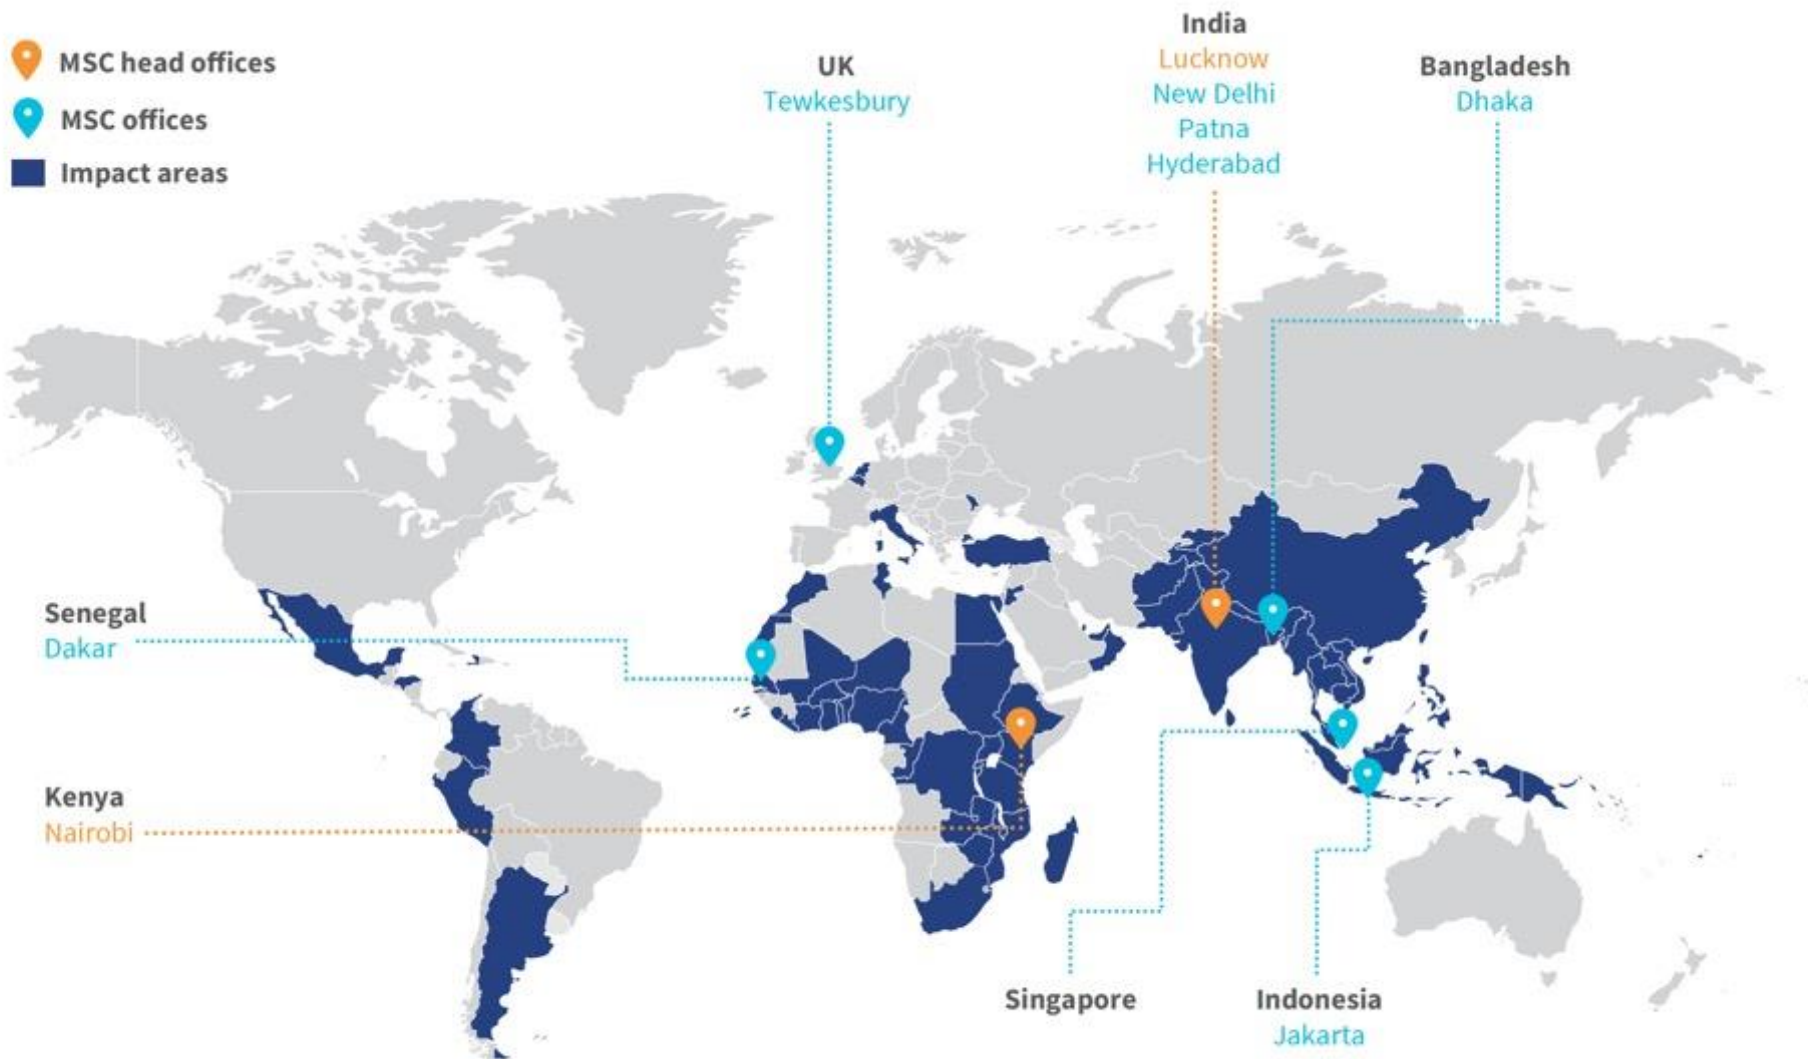 MSC head offices
MSC offices
Impact areas
UK
Tewkesbury
India
Lucknow
New Delhi
Patna
Hyderabad
Bangladesh
Dhaka
Senegal
Dakar
Kenya
Nairobi
Singapore
Indonesia
Jakarta